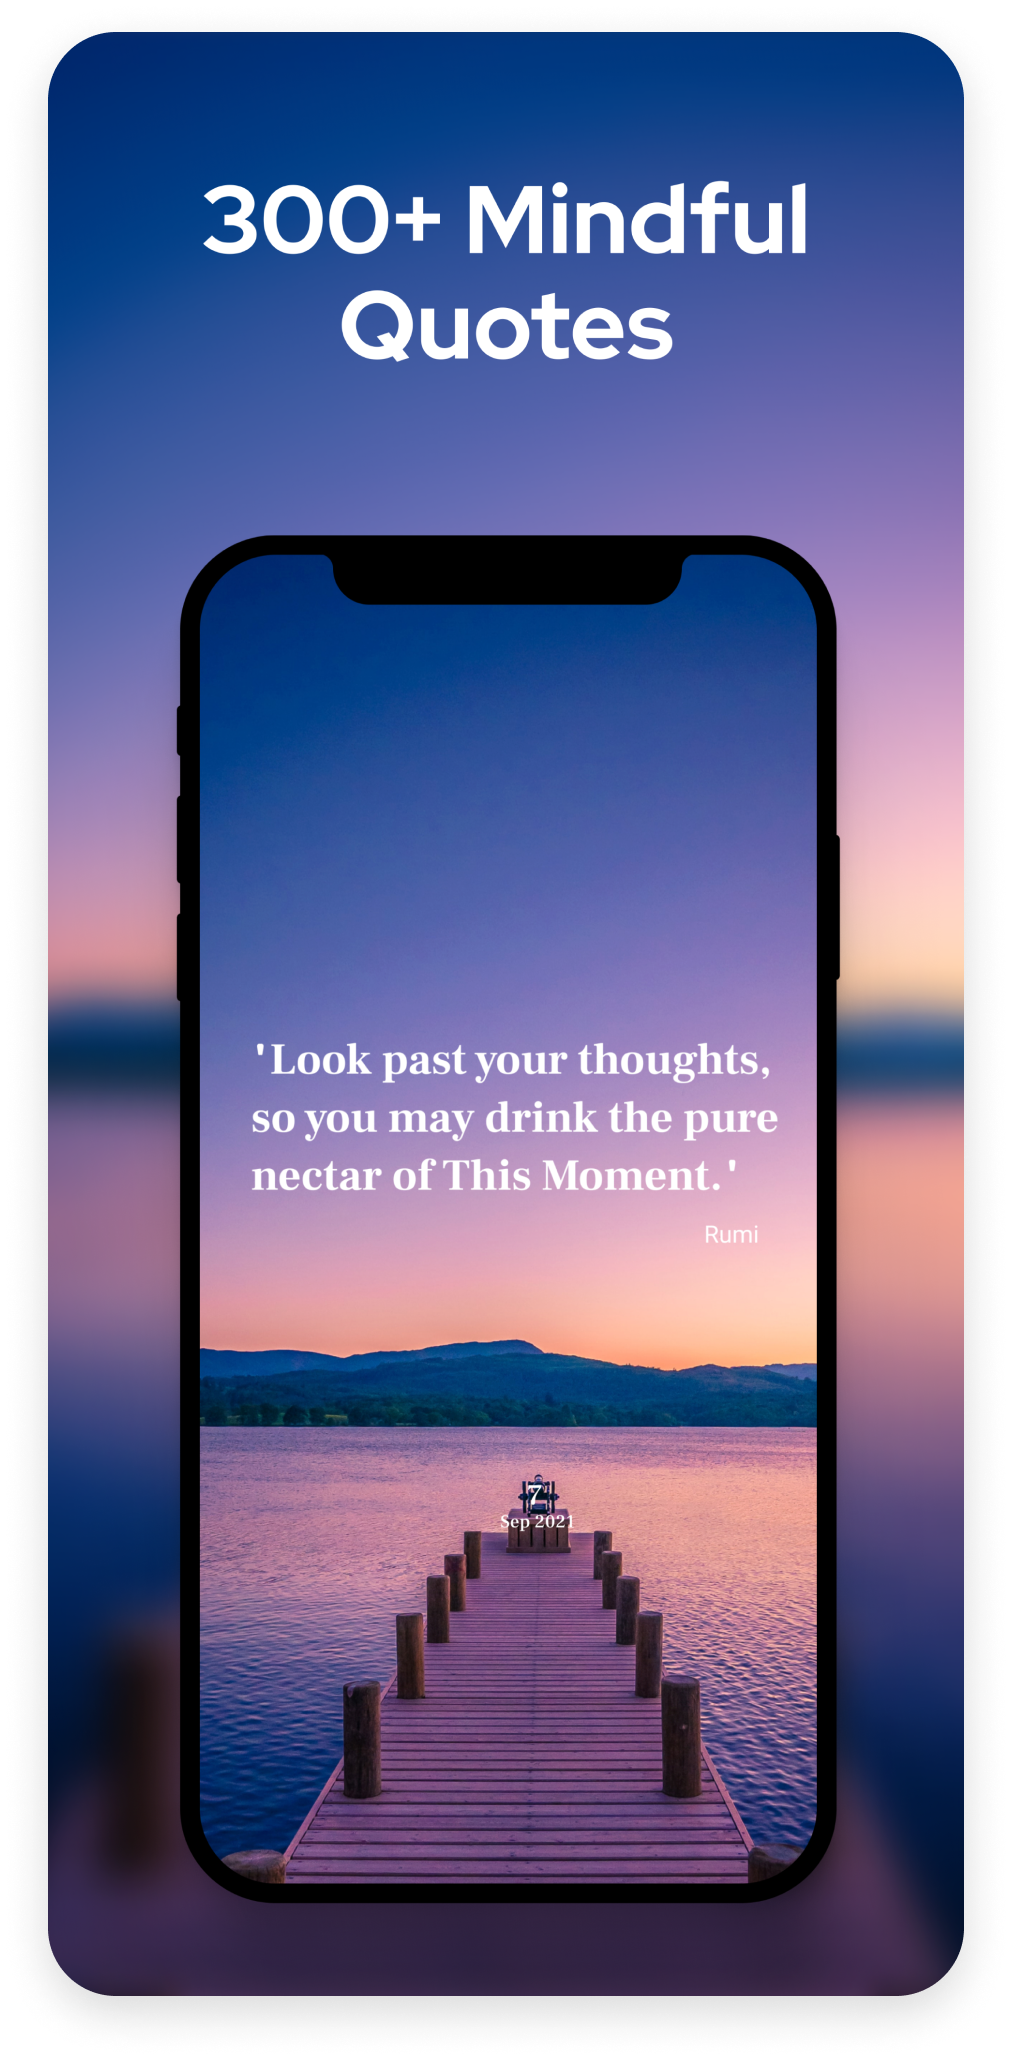 300+ Mindful
Quotes
'Look past your thoughts,
so you may drink the pure
nectar of This Moment.'
Rumi
7
Sep 2021